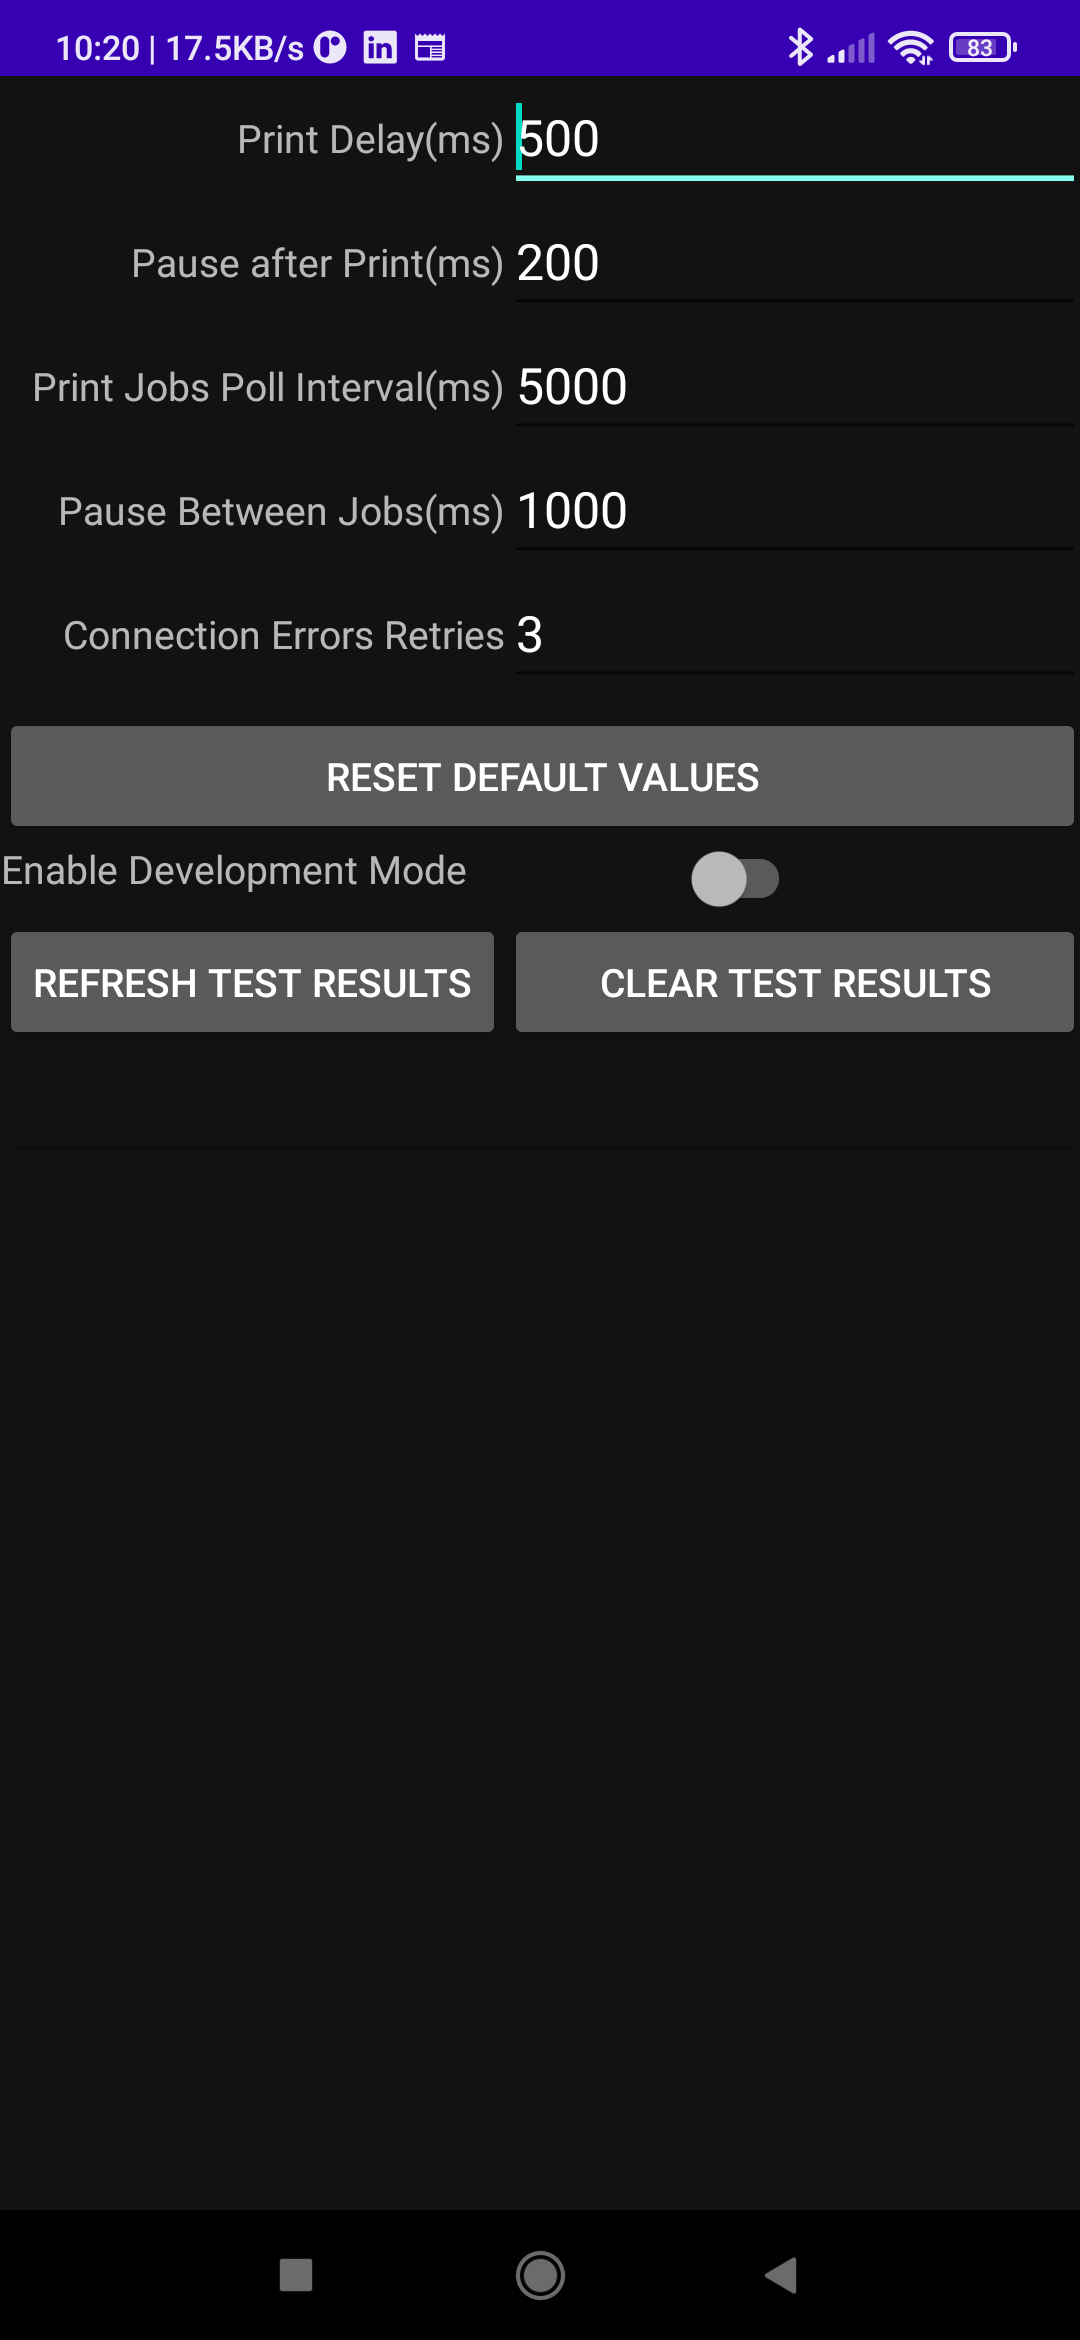 10:20 | 17.5KB/s in 83
Print Delay(ms) 500
Pause after Print(ms) 200
Print Jobs Poll Interval(ms) 5000
Pause Between Jobs(ms) 1000
Connection Errors Retries 3
RESET DEFAULT VALUES
Enable Development Mode
REFRESH TEST RESULTS CLEAR TEST RESULTS